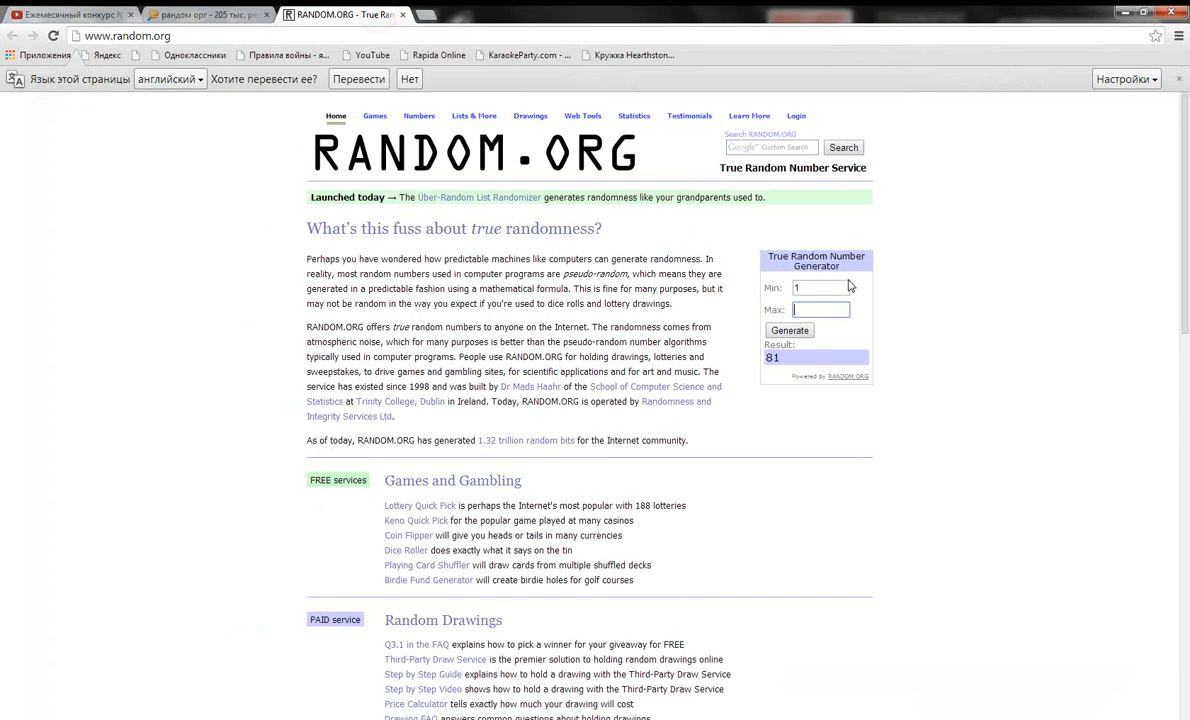 Ежемесячный конкурс N
рандом орг - 205 тыс. ре
RANDOM.ORG - True Ran
www.random.org
Приложения Яндекс Одноклассники Правила войны - я... YouTube Rapida Online KaraokeParty.com - ... Кружка Hearthston...
Язык этой страницы английский Хотите перевести ее? Перевести Нет Настройки
Home Games Numbers Lists & More Drawings Web Tools Statistics Testimonials Learn More Login
RANDOM.ORG
Search RANDOM.ORG
Google™ Custom Search Search
True Random Number Service
Launched today → The Über-Random List Randomizer generates randomness like your grandparents used to.
What's this fuss about true randomness?
Perhaps you have wondered how predictable machines like computers can generate randomness. In
reality, most random numbers used in computer programs are pseudo-random, which means they are
generated in a predictable fashion using a mathematical formula. This is fine for many purposes, but it
may not be random in the way you expect if you're used to dice rolls and lottery drawings.
RANDOM.ORG offers true random numbers to anyone on the Internet. The randomness comes from
atmospheric noise, which for many purposes is better than the pseudo-random number algorithms
typically used in computer programs. People use RANDOM.ORG for holding drawings, lotteries and
sweepstakes, to drive games and gambling sites, for scientific applications and for art and music. The
service has existed since 1998 and was built by Dr Mads Haahr of the School of Computer Science and
Statistics at Trinity College, Dublin in Ireland. Today, RANDOM.ORG is operated by Randomness and
Integrity Services Ltd.
As of today, RANDOM.ORG has generated 1.32 trillion random bits for the Internet community.
True Random Number
Generator
Min: 1
Max:
Generate
Result:
81
Powered by RANDOM.ORG
FREE services
Games and Gambling
Lottery Quick Pick is perhaps the Internet's most popular with 188 lotteries
Keno Quick Pick for the popular game played at many casinos
Coin Flipper will give you heads or tails in many currencies
Dice Roller does exactly what it says on the tin
Playing Card Shuffler will draw cards from multiple shuffled decks
Birdie Fund Generator will create birdie holes for golf courses
PAID service
Random Drawings
Q3.1 in the FAQ explains how to pick a winner for your giveaway for FREE
Third-Party Draw Service is the premier solution to holding random drawings online
Step by Step Guide explains how to hold a drawing with the Third-Party Draw Service
Step by Step Video shows how to hold a drawing with the Third-Party Draw Service
Price Calculator tells exactly how much your drawing will cost
Drawing FAQ answers common questions about holding drawings